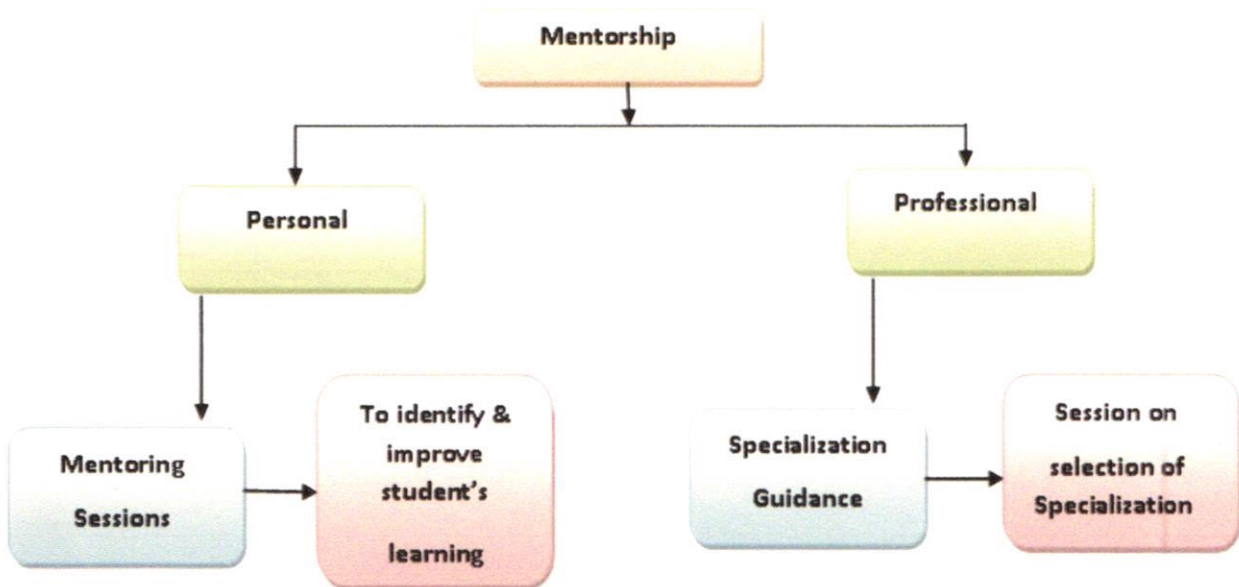 Mentorship
Personal
Professional
Mentoring
Sessions
To identify &
improve
student's
learning
Specialization
Guidance
Session on
selection of
Specialization